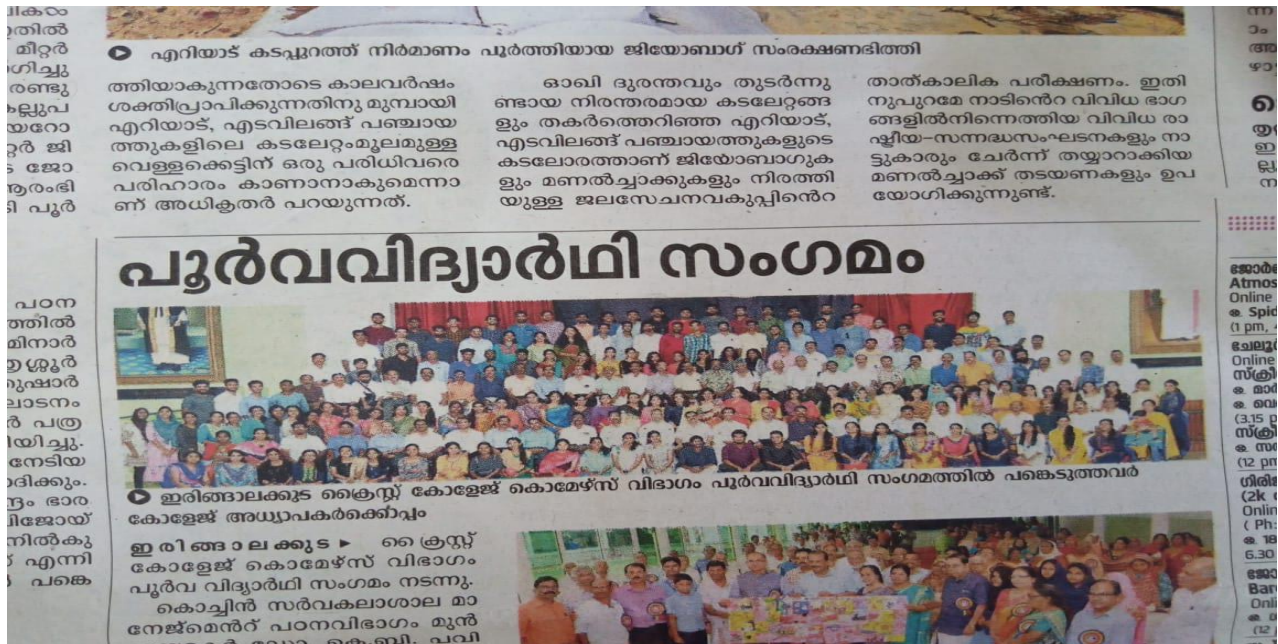 എറിയാട് കടപ്പുറത്ത് നിർമാണം പൂർത്തിയായ ജിയോബാഗ് സംരക്ഷണഭിത്തി
ത്തിയാകുന്നതോടെ കാലവർഷം
ശക്തിപ്രാപിക്കുന്നതിനു മുമ്പായി
എറിയാട്, എടവിലങ്ങ് പഞ്ചായ
ത്തുകളിലെ കടലേറ്റംമൂലമുള്ള
വെള്ളക്കെട്ടിന് ഒരു പരിധിവരെ
പരിഹാരം കാണാനാകുമെന്നാ
ണ് അധികൃതർ പറയുന്നത്.
ഓഖി ദുരന്തവും തുടർന്നു
ണ്ടായ നിരന്തരമായ കടലേറ്റങ്ങ
ളും തകർത്തെറിഞ്ഞ എറിയാട്,
എടവിലങ്ങ് പഞ്ചായത്തുകളുടെ
കടലോരത്താണ് ജിയോബാഗുക
ളും മണൽച്ചാക്കുകളും നിരത്തി
യുള്ള ജലസേചനവകുപ്പിന്റെ
താത്കാലിക പരീക്ഷണം. ഇതി
നുപുറമേ നാടിന്റെ വിവിധ ഭാഗ
ങ്ങളിൽനിന്നെത്തിയ വിവിധ രാ
ഷ്ട്രീയ-സന്നദ്ധസംഘടനകളും നാ
ട്ടുകാരും ചേർന്ന് തയ്യാറാക്കിയ
മണൽച്ചാക്ക് തടയണകളും ഉപ
യോഗിക്കുന്നുണ്ട്.
പൂർവവിദ്യാർഥി സംഗമം
ഇരിങ്ങാലക്കുട ക്രൈസ്റ്റ് കോളേജ് കൊമേഴ്സ് വിഭാഗം പൂർവവിദ്യാർഥി സംഗമത്തിൽ പങ്കെടുത്തവർ
കോളേജ് അധ്യാപകർക്കൊപ്പം
ഇരിങ്ങാലക്കുട ▸ ക്രൈസ്റ്റ്
കോളേജ് കൊമേഴ്സ് വിഭാഗം
പൂർവ വിദ്യാർഥി സംഗമം നടന്നു.
കൊച്ചിൻ സർവകലാശാല മാ
നേജ്മെന്റ് പഠനവിഭാഗം മുൻ